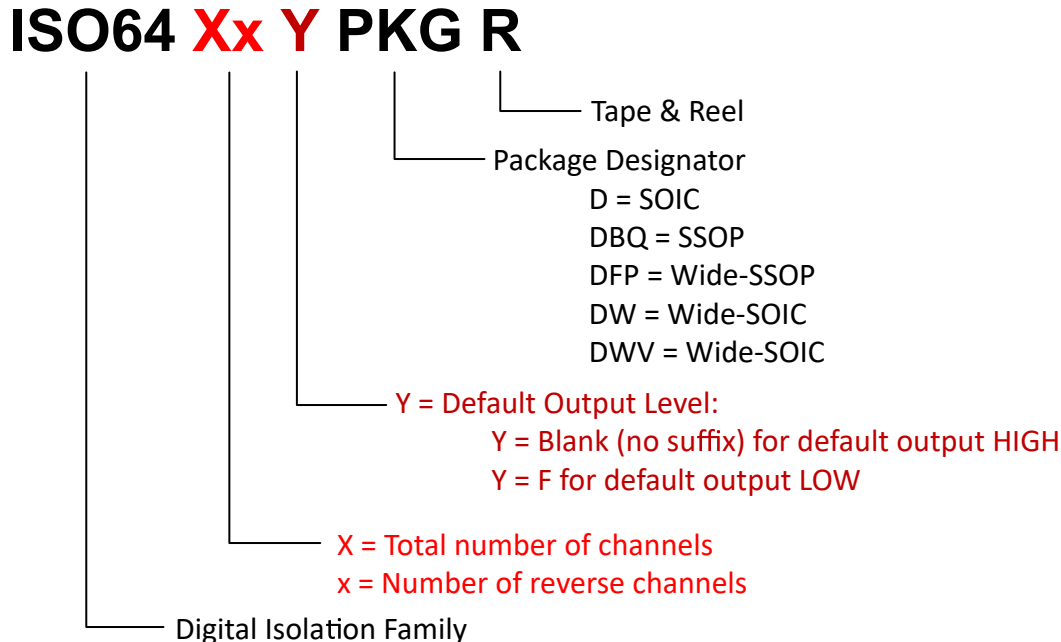 ISO64 Xx Y PKG R
Tape & Reel
Package Designator
D = SOIC
DBQ = SSOP
DFP = Wide-SSOP
DW = Wide-SOIC
DWV = Wide-SOIC
Y = Default Output Level:
Y = Blank (no suffix) for default output HIGH
Y = F for default output LOW
X = Total number of channels
x = Number of reverse channels
Digital Isolation Family